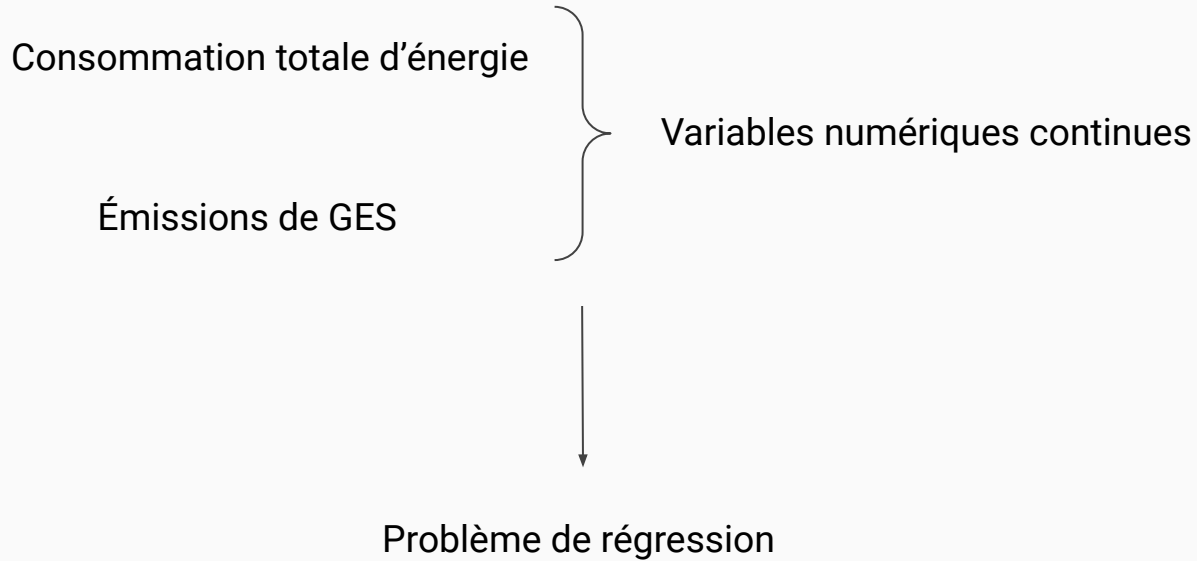 Consommation totale d’énergie
Variables numériques continues
Émissions de GES
Problème de régression